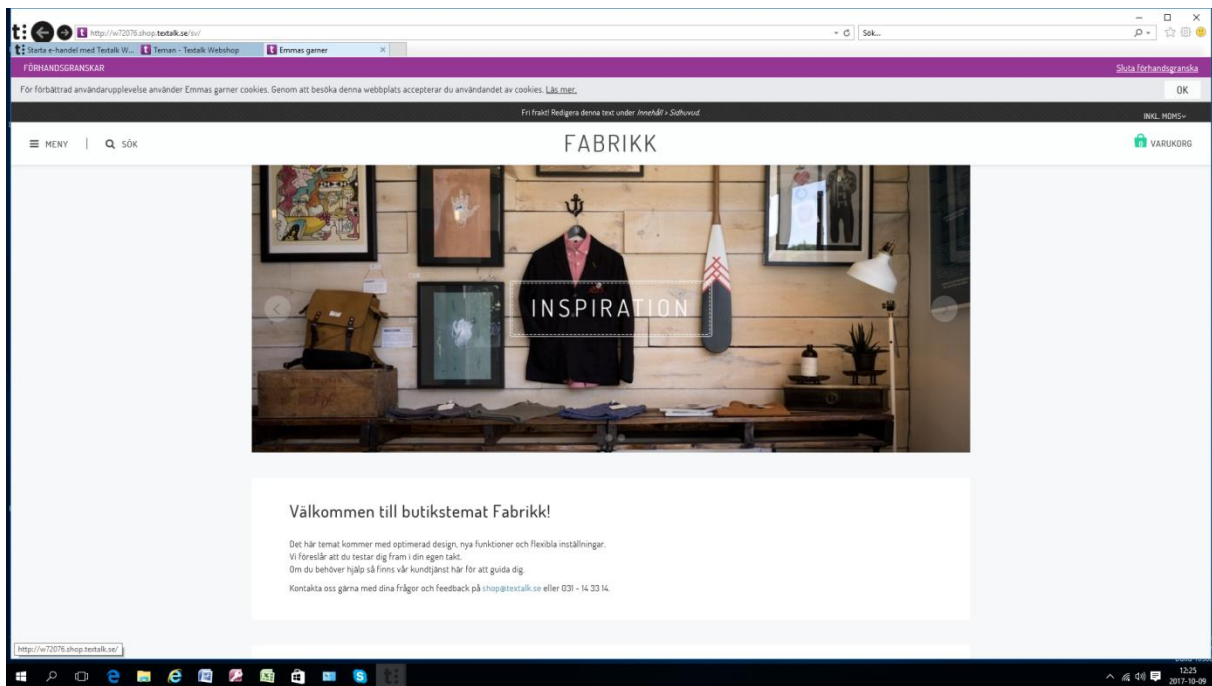 http://w72076.shop.textalk.se/sv/
Sök...
Starta e-handel med Textalk W...
Teman - Textalk Webshop
Emmas garner
FÖRHANDSGRANSKAR
Sluta förhandsgranska
För förbättrad användarupplevelse använder Emmas garner cookies. Genom att besöka denna webbplats accepterar du användandet av cookies. Läs mer.
OK
Fri frakt! Redigera denna text under Innehåll > Sidhuvud.
INKL. MOMS
MENY
SÖK
FABRIKK
0 VARUKORG
INSPIRATION
Välkommen till butikstemat Fabrikk!
Det här temat kommer med optimerad design, nya funktioner och flexibla inställningar.
Vi föreslår att du testar dig fram i din egen takt.
Om du behöver hjälp så finns vår kundtjänst här för att guida dig.
Kontakta oss gärna med dina frågor och feedback på shop@textalk.se eller 031 - 14 33 14.
http://w72076.shop.textalk.se/
12:25
2017-10-09